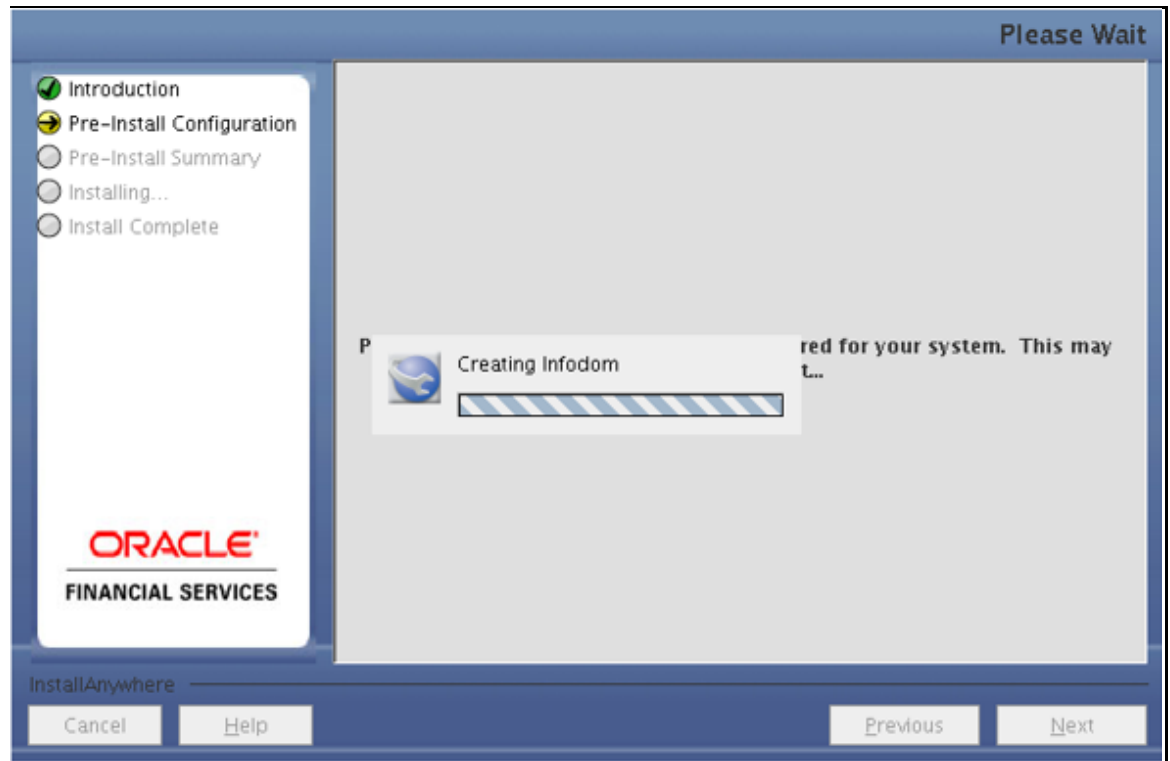 Please Wait
Introduction
Pre-Install Configuration
Pre-Install Summary
Installing...
Install Complete
P
red for your system. This may
t...
Creating Infodom
ORACLE'
FINANCIAL SERVICES
InstallAnywhere
Cancel
Help
Previous
Next